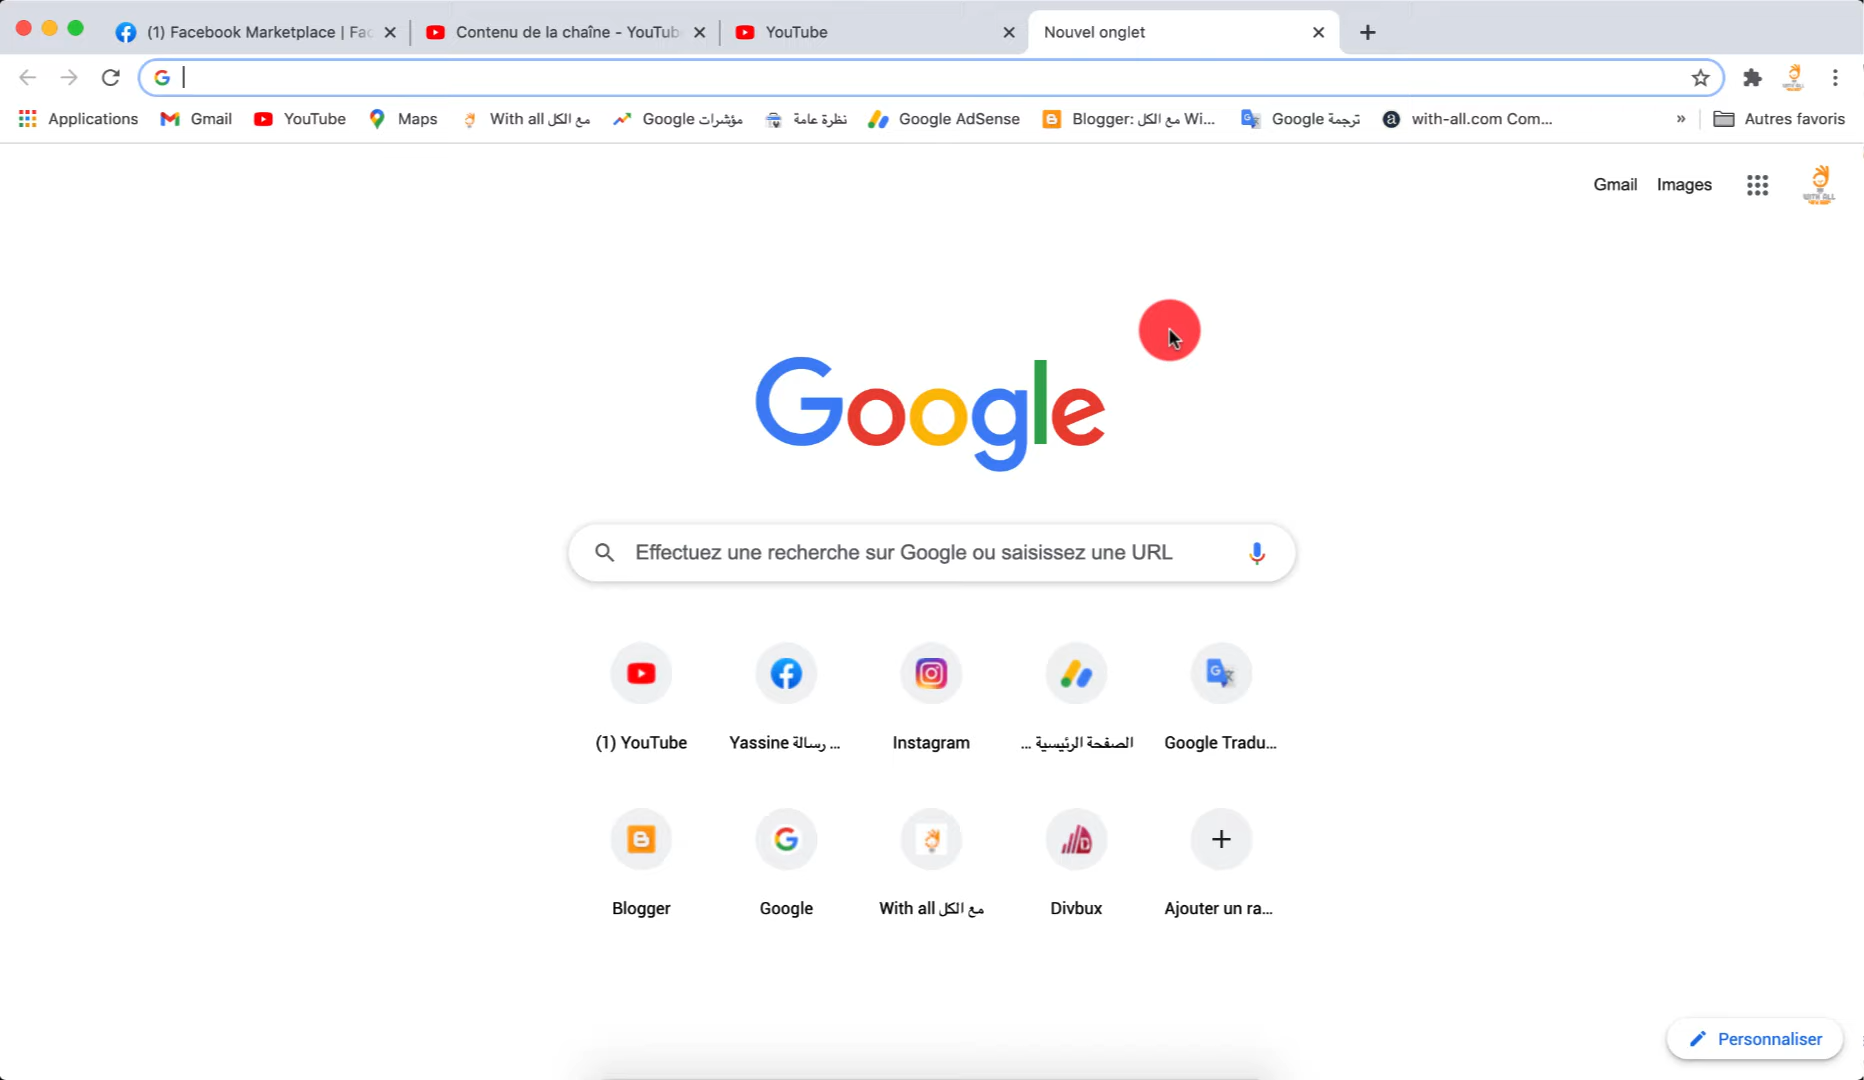 (1) Facebook Marketplace | Fac
Contenu de la chaîne - YouTub
YouTube
Nouvel onglet
Applications
Gmail
YouTube
Maps
With all مع الكل
Google مؤشرات
نظرة عامة
Google AdSense
Blogger: مع الكل Wi...
Google ترجمة
with-all.com Com...
»
Autres favoris
Gmail
Images
WITH ALL
Google
Effectuez une recherche sur Google ou saisissez une URL
(1) YouTube
Yassine رسالة ...
Instagram
الصفحة الرئيسية ...
Google Tradu...
Blogger
Google
With all مع الكل
Divbux
Ajouter un ra...
Personnaliser